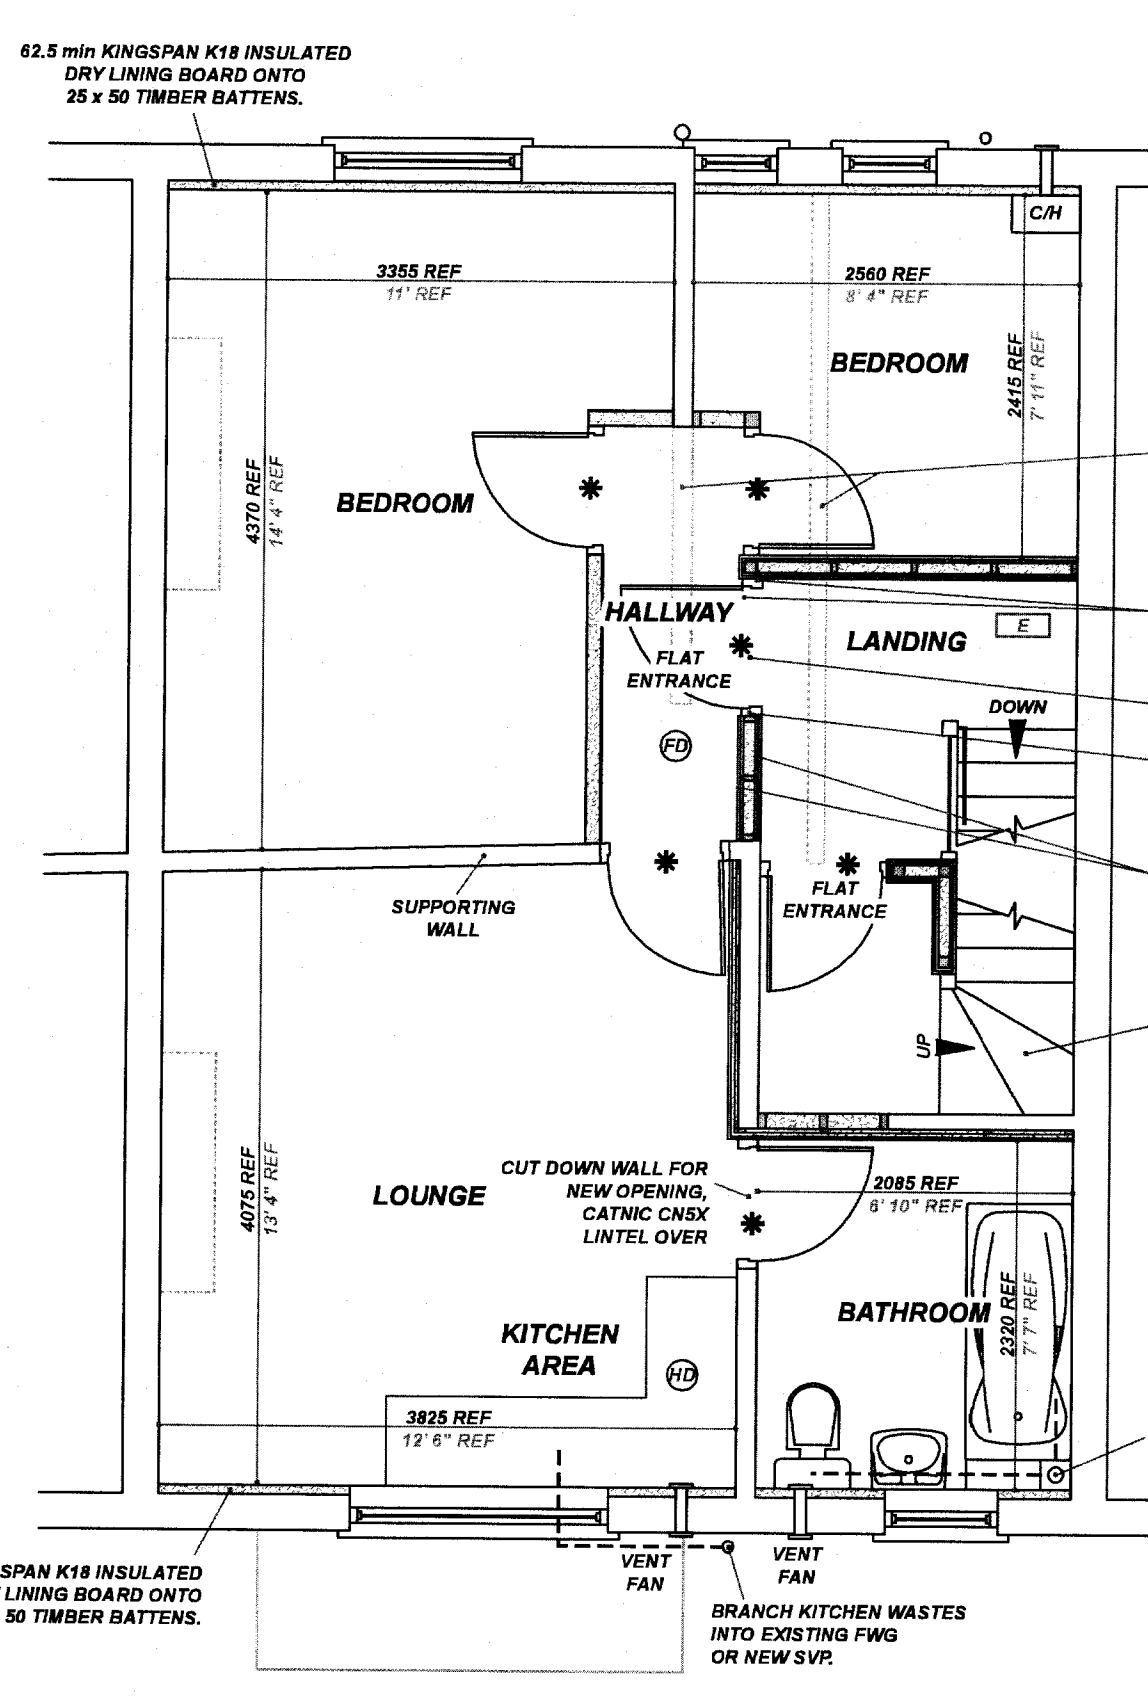 62.5 min KINGSPAN K18 INSULATED
DRY LINING BOARD ONTO
25 x 50 TIMBER BATTENS.
C/H
3355 REF
11' REF
2560 REF
8' 4" REF
BEDROOM
2415 REF
7' 11" REF
4370 REF
14' 4" REF
BEDROOM
HALLWAY
LANDING
E
FLAT
ENTRANCE
DOWN
FD
SUPPORTING
WALL
FLAT
ENTRANCE
UP
4075 REF
13' 4" REF
LOUNGE
CUT DOWN WALL FOR
NEW OPENING,
CATNIC CN5X
LINTEL OVER
2085 REF
6' 10" REF
BATHROOM
2320 REF
7' 7" REF
KITCHEN
AREA
HD
3825 REF
12' 6" REF
SPAN K18 INSULATED
LINING BOARD ONTO
50 TIMBER BATTENS.
VENT
FAN
VENT
FAN
BRANCH KITCHEN WASTES
INTO EXISTING FWG
OR NEW SVP.